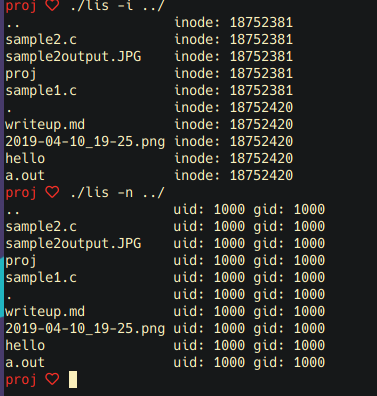 proj ♡ ./lis -i ../
.. inode: 18752381
sample2.c inode: 18752381
sample2output.JPG inode: 18752381
proj inode: 18752381
sample1.c inode: 18752381
. inode: 18752420
writeup.md inode: 18752420
2019-04-10_19-25.png inode: 18752420
hello inode: 18752420
a.out inode: 18752420
proj ♡ ./lis -n ../
.. uid: 1000 gid: 1000
sample2.c uid: 1000 gid: 1000
sample2output.JPG uid: 1000 gid: 1000
proj uid: 1000 gid: 1000
sample1.c uid: 1000 gid: 1000
. uid: 1000 gid: 1000
writeup.md uid: 1000 gid: 1000
2019-04-10_19-25.png uid: 1000 gid: 1000
hello uid: 1000 gid: 1000
a.out uid: 1000 gid: 1000
proj ♡